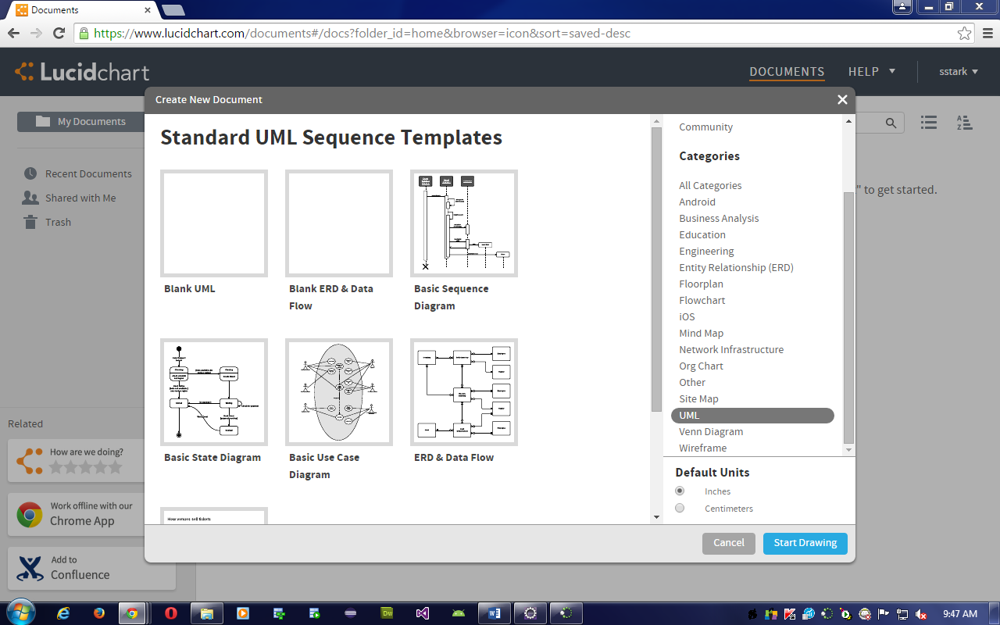 Documents
https://www.lucidchart.com/documents#/docs?folder_id=home&browser=icon&sort=saved-desc
Lucidchart
DOCUMENTS
HELP
sstark
Create New Document
My Documents
Recent Documents
Shared with Me
Trash
" to get started.
Standard UML Sequence Templates
Blank UML
Blank ERD & Data
Flow
Basic Sequence
Diagram
Basic State Diagram
Basic Use Case
Diagram
ERD & Data Flow
How venues sell tickets
Community
Categories
All Categories
Android
Business Analysis
Education
Engineering
Entity Relationship (ERD)
Floorplan
Flowchart
iOS
Mind Map
Network Infrastructure
Org Chart
Other
Site Map
UML
Venn Diagram
Wireframe
Default Units
Inches
Centimeters
Cancel
Start Drawing
Related
How are we doing?
Work offline with our
Chrome App
Add to
Confluence
Dw
9:47 AM